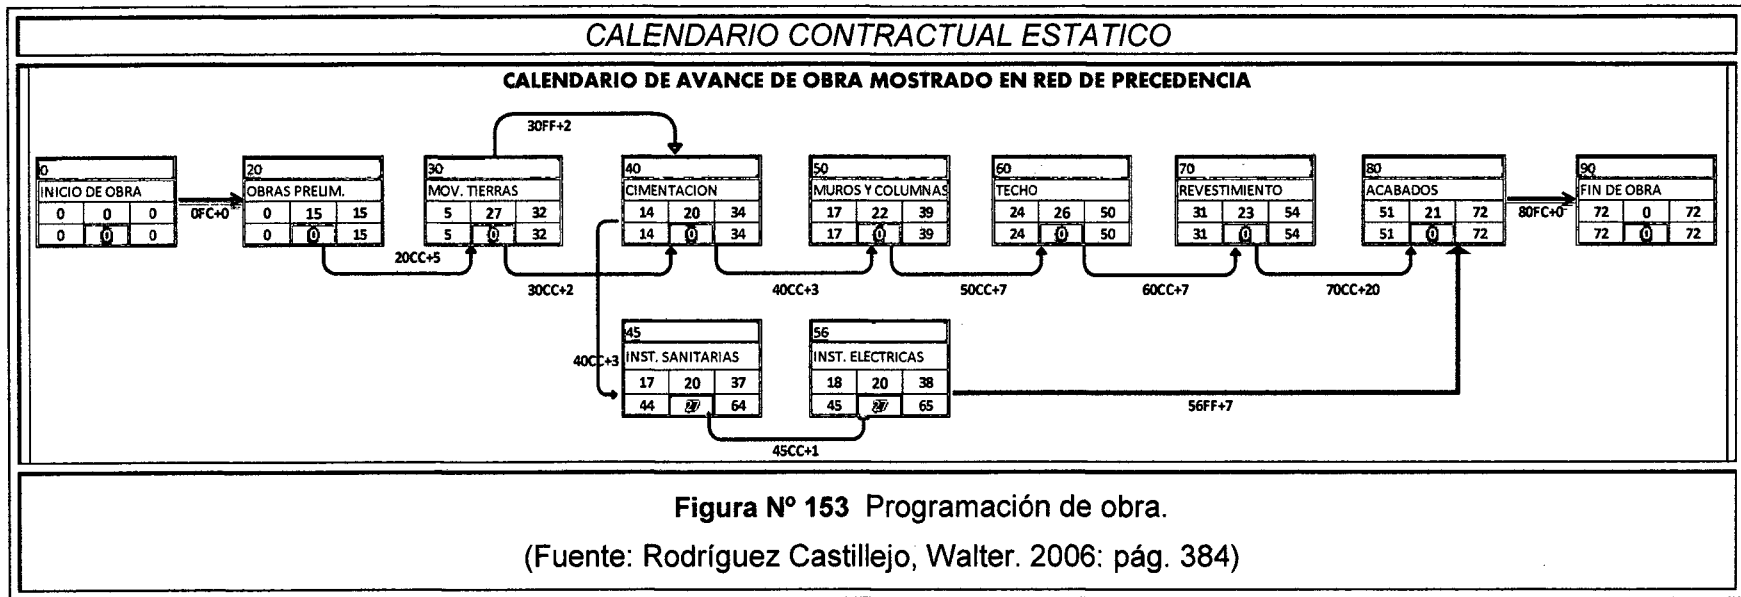 CALENDARIO CONTRACTUAL ESTATICO
CALENDARIO DE AVANCE DE OBRA MOSTRADO EN RED DE PRECEDENCIA
30FF+2
0
INICIO DE OBRA
0 0 0
0 0 0
0FC+0
20
OBRAS PRELIM.
0 15 15
0 0 15
20CC+5
30
MOV. TIERRAS
5 27 32
5 0 32
30CC+2
40
CIMENTACION
14 20 34
14 0 34
40CC+3
50
MUROS Y COLUMNAS
17 22 39
17 0 39
50CC+7
60
TECHO
24 26 50
24 0 50
60CC+7
70
REVESTIMIENTO
31 23 54
31 0 54
70CC+20
80
ACABADOS
51 21 72
51 0 72
80FC+0
90
FIN DE OBRA
72 0 72
72 0 72
40CC+3
45
INST. SANITARIAS
17 20 37
44 27 64
45CC+1
56
INST. ELECTRICAS
18 20 38
45 27 65
56FF+7
Figura Nº 153 Programación de obra.
(Fuente: Rodríguez Castillejo, Walter. 2006: pág. 384)